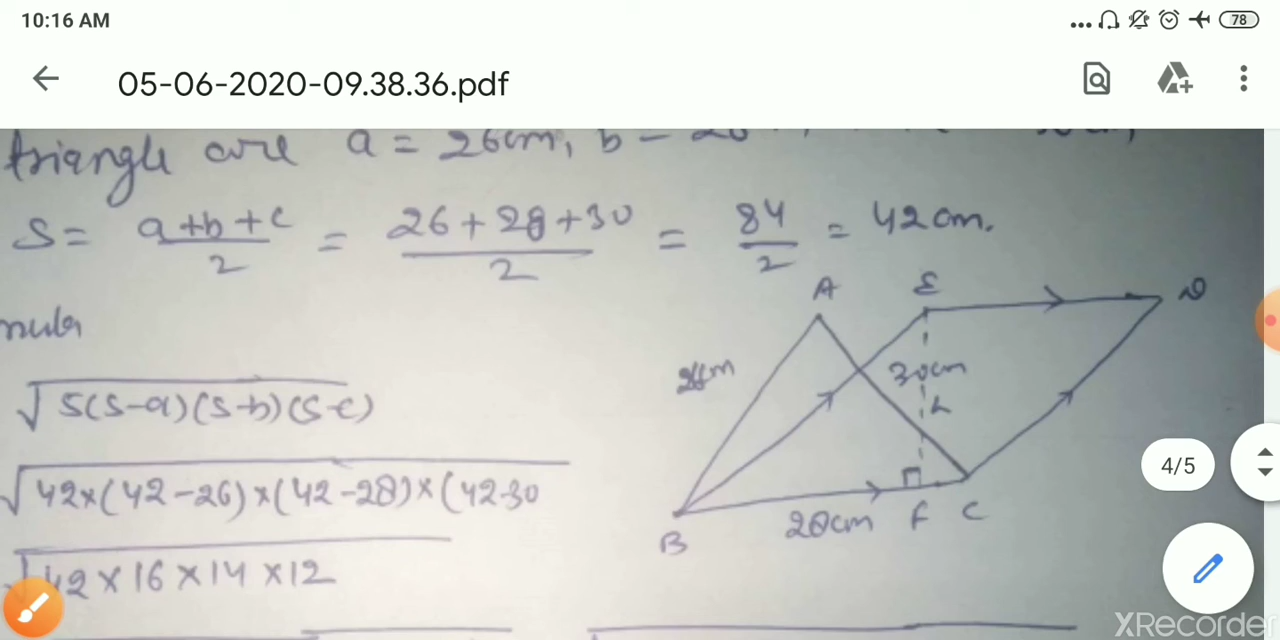 10:16 AM
78
05-06-2020-09.38.36.pdf
triangle are a = 26cm, b =
S = a+b+c / 2 = 26+28+30 / 2 = 84 / 2 = 42cm.
A E D
√S(S-a)(S-b)(S-c)
30cm
h
√42×(42-26)×(42-28)×(42-30
4/5
28cm F C
B
√42×16×14×12
XRecorder